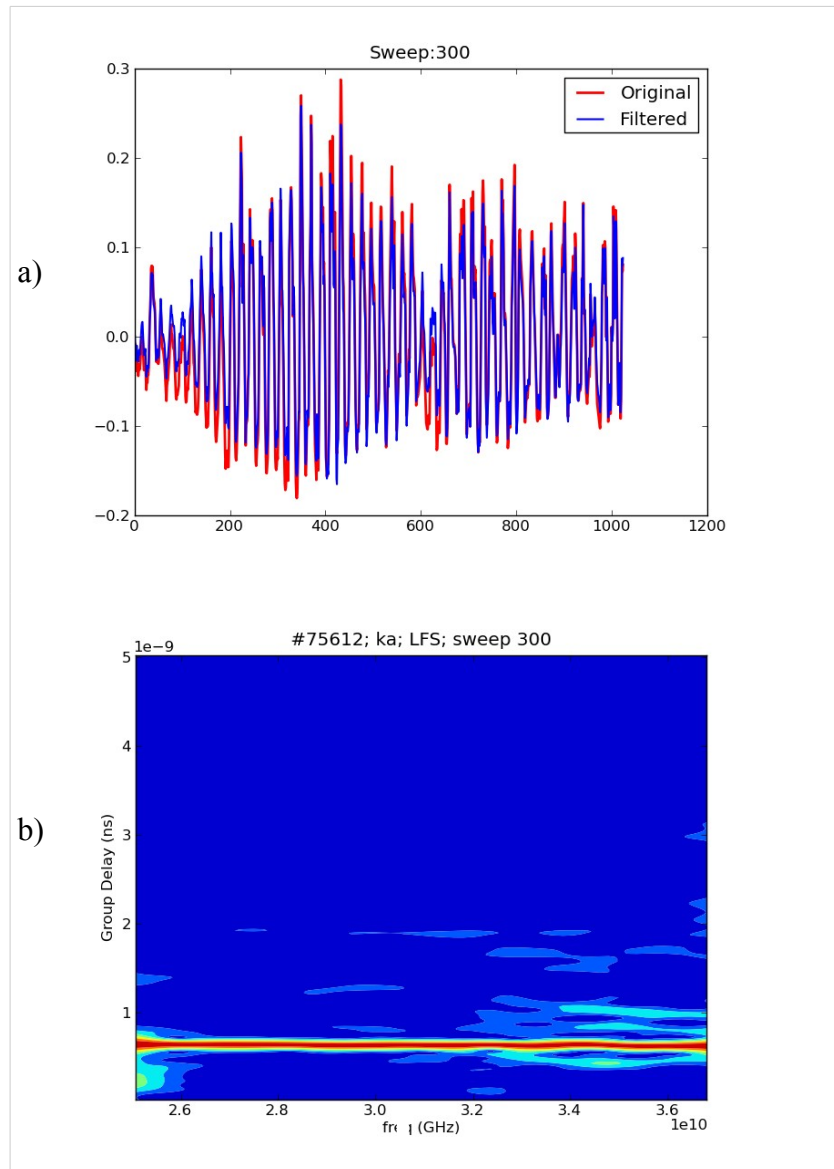 Sweep:300
0.3
Original
Filtered
0.2
0.1
a)
0.0
−0.1
−0.2
0 200 400 600 800 1000 1200
#75612; ka; LFS; sweep 300
1e−9
5
4
3
b)
Group Delay (ns)
2
1
2.6 2.8 3.0 3.2 3.4 3.6
1e10
(GHz)